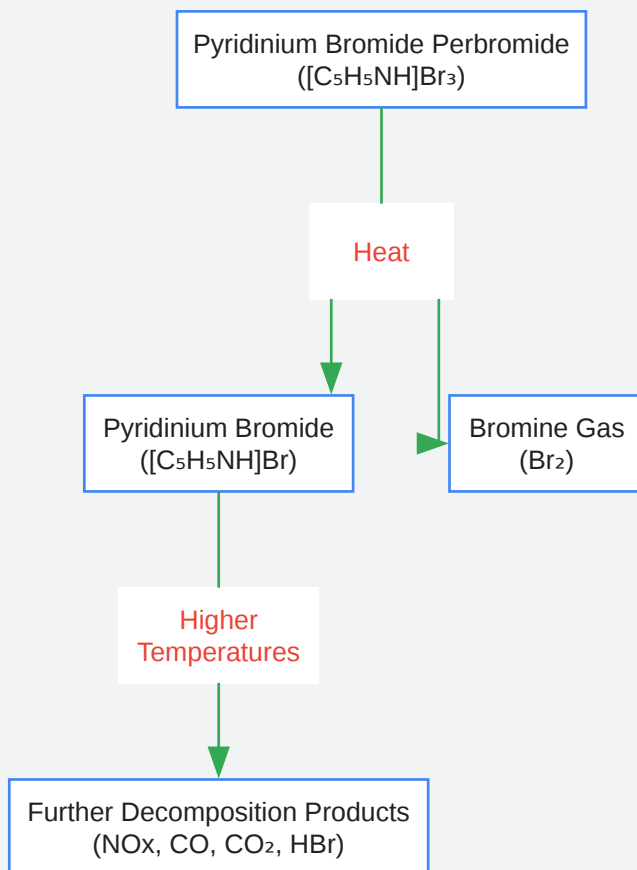 Pyridinium Bromide Perbromide
([C₅H₅NH]Br₃)
Heat
Pyridinium Bromide
([C₅H₅NH]Br)
Bromine Gas
(Br₂)
Higher
Temperatures
Further Decomposition Products
(NOx, CO, CO₂, HBr)